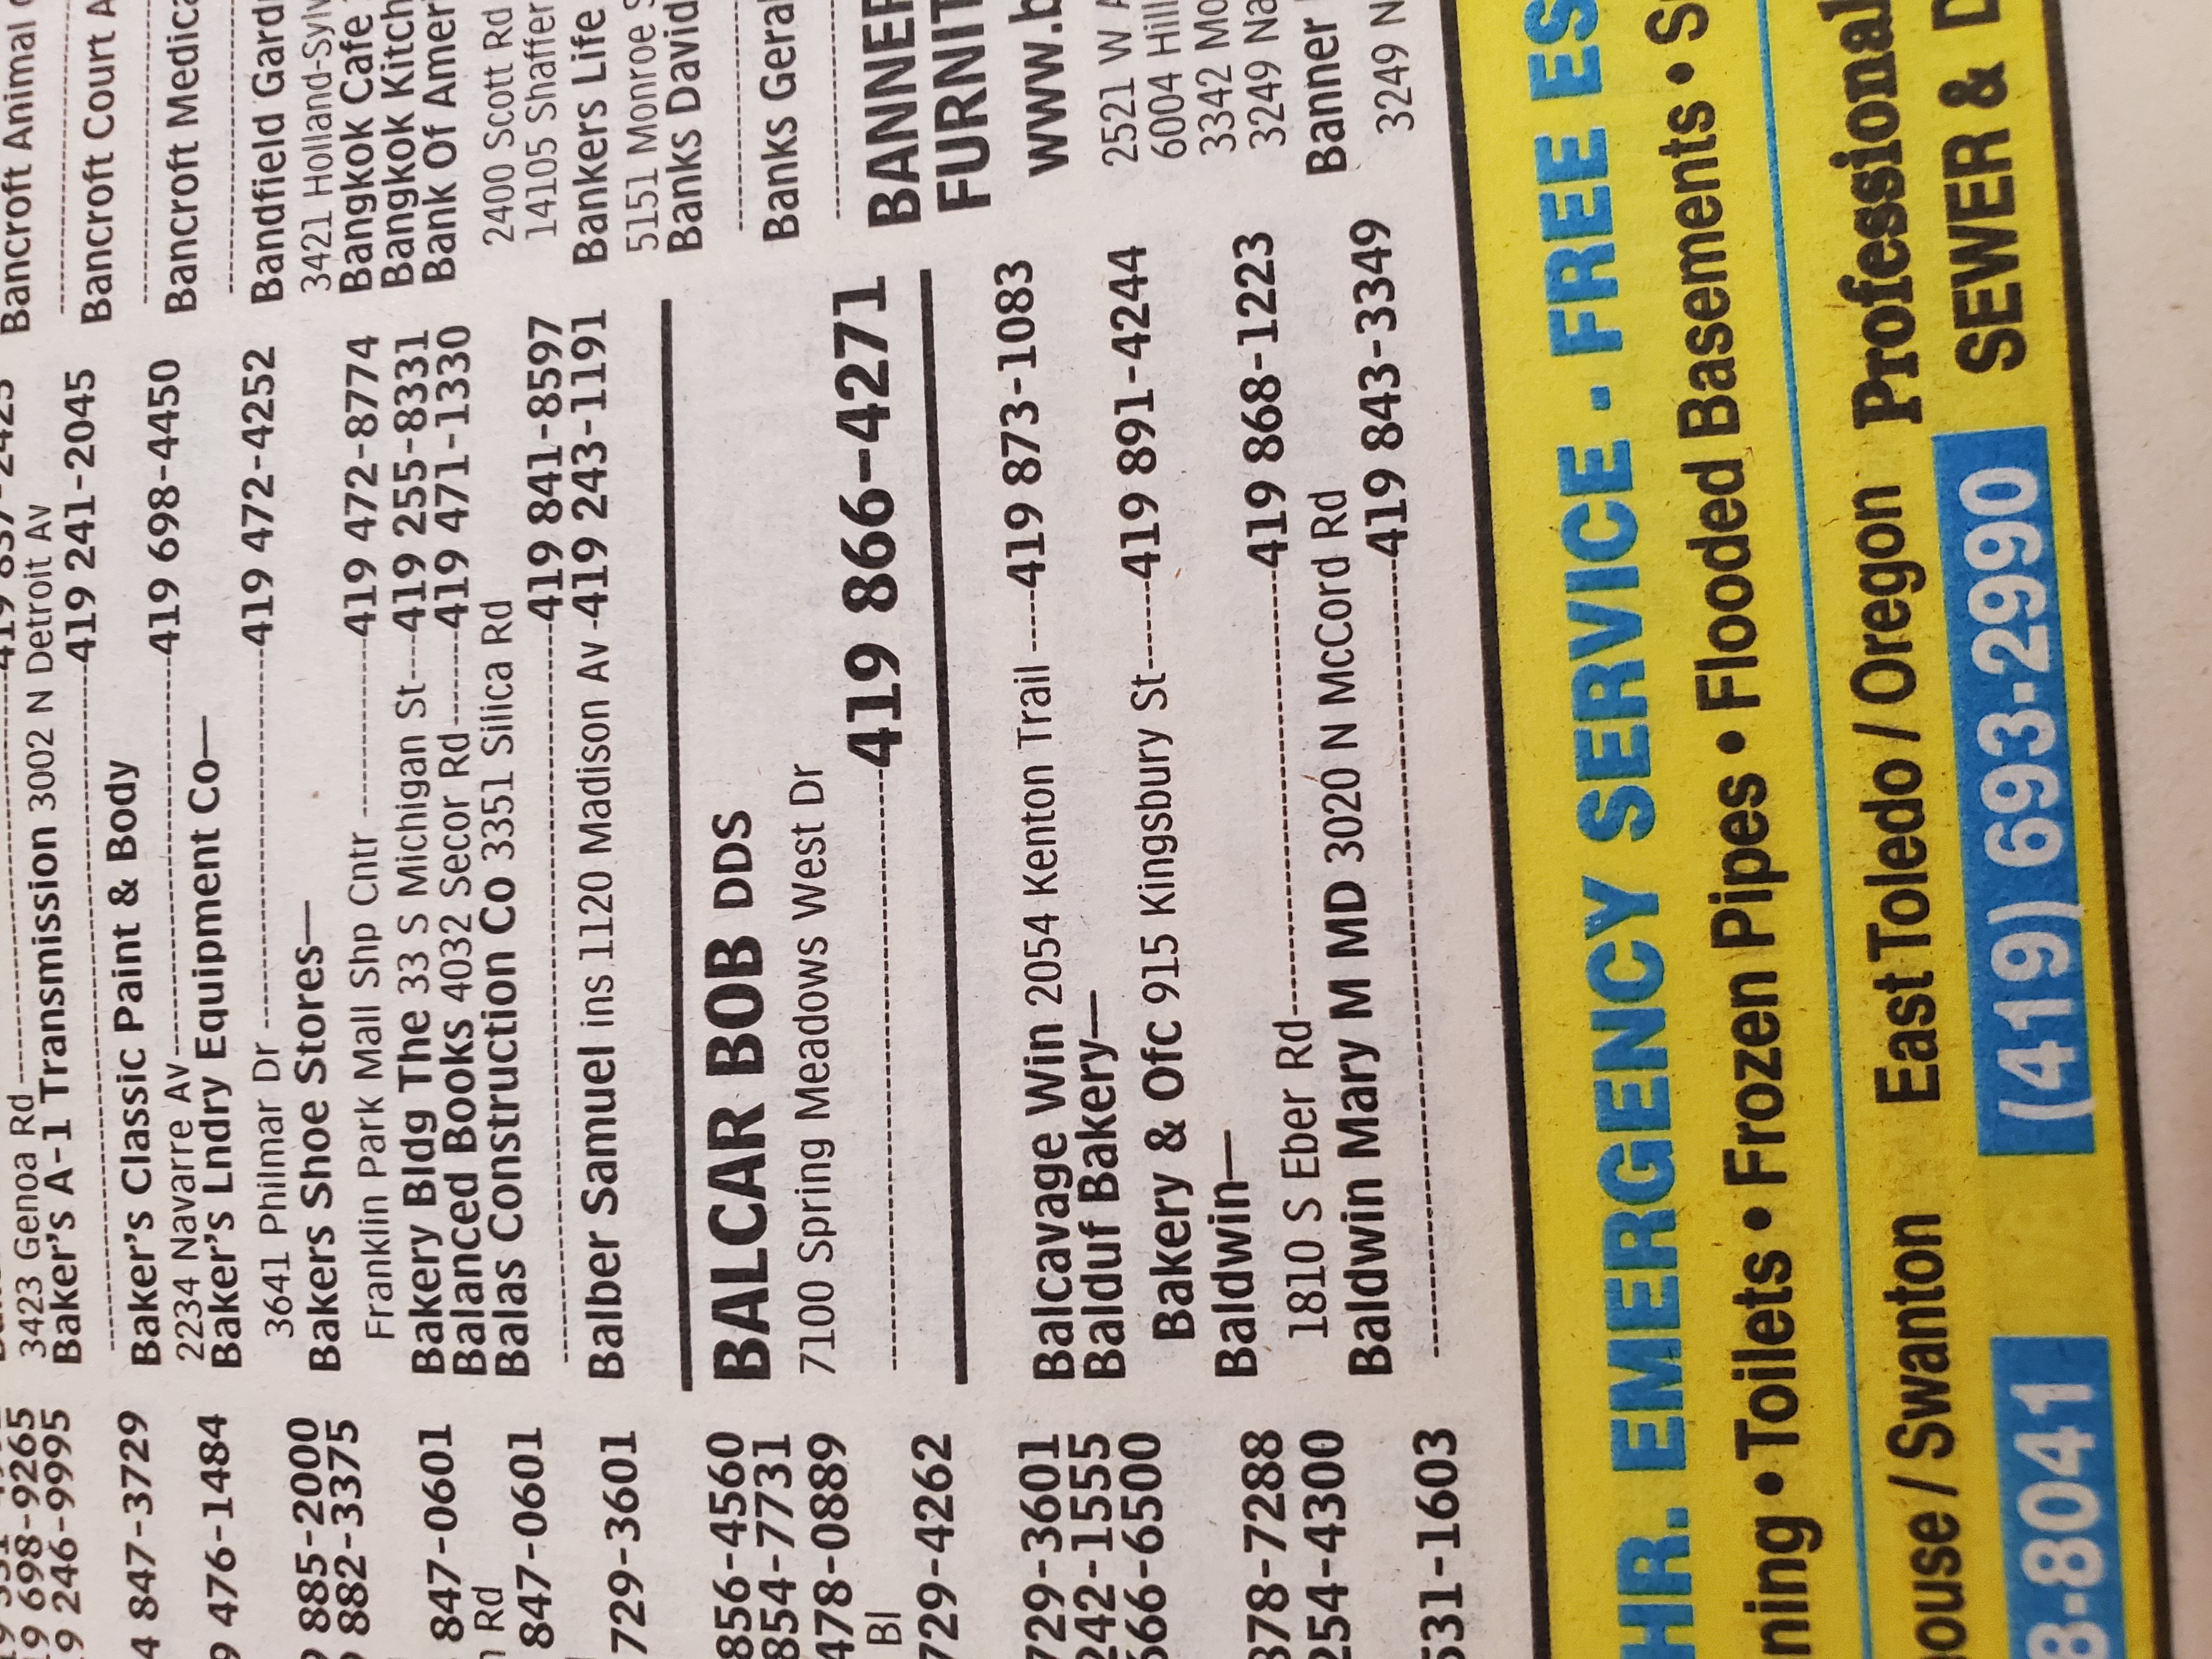 698-9265
246-9995
847-3729
476-1484
885-2000
882-3375
847-0601
Rd
847-0601
729-3601
856-4560
854-7731
478-0889
Bl
729-4262
729-3601
242-1555
666-6500
878-7288
254-4300
531-1603
3423 Genoa Rd
Baker's A-1 Transmission 3002 N Detroit Av
419 241-2045
Baker's Classic Paint & Body
2234 Navarre Av 419 698-4450
Baker's Lndry Equipment Co—
3641 Philmar Dr 419 472-4252
Bakers Shoe Stores—
Franklin Park Mall Shp Cntr 419 472-8774
Bakery Bldg The 33 S Michigan St 419 255-8331
Balanced Books 4032 Secor Rd 419 471-1330
Balas Construction Co 3351 Silica Rd
419 841-8597
Balber Samuel ins 1120 Madison Av 419 243-1191
BALCAR BOB DDS
7100 Spring Meadows West Dr
419 866-4271
Balcavage Win 2054 Kenton Trail 419 873-1083
Balduf Bakery—
Bakery & Ofc 915 Kingsbury St 419 891-4244
Baldwin—
1810 S Eber Rd 419 868-1223
Baldwin Mary M MD 3020 N McCord Rd
419 843-3349
Bancroft Animal
Bancroft Court
Bancroft Medica
Bandfield Gard
3421 Holland-Sylv
Bangkok Cafe
Bangkok Kitch
Bank Of Amer
2400 Scott Rd
14105 Shaffer
Bankers Life
5151 Monroe
Banks David
Banks Gera
BANNER
FURNIT
www.b
2521 W
6004 Hill
3342 Mo
3249 Na
Banner
3249 N
HR. EMERGENCY SERVICE · FREE ES
ning • Toilets • Frozen Pipes • Flooded Basements • S
ouse / Swanton East Toledo / Oregon Professional
8-8041 (419) 693-2990 SEWER & D